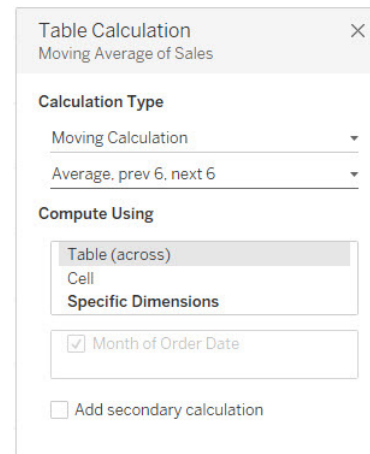 Table Calculation
Moving Average of Sales
Calculation Type
Moving Calculation
Average, prev 6, next 6
Compute Using
Table (across)
Cell
Specific Dimensions
Month of Order Date
Add secondary calculation